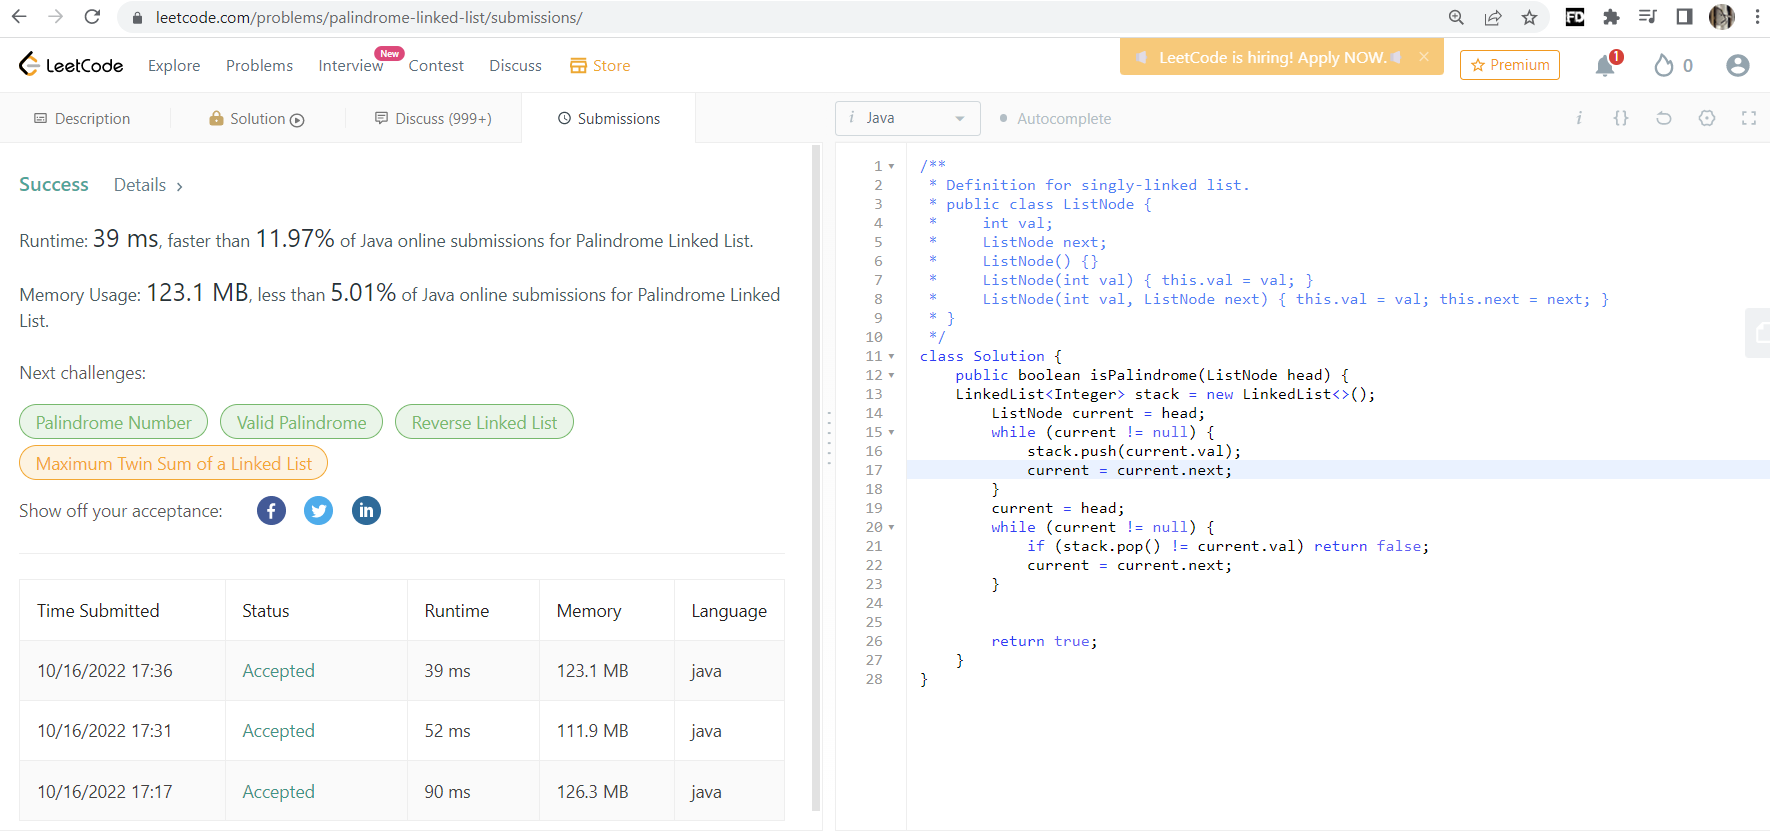 leetcode.com/problems/palindrome-linked-list/submissions/
FD
LeetCode
Explore
Problems
Interview
New
Contest
Discuss
Store
LeetCode is hiring! Apply NOW.
Premium
1
0
Description
Solution
Discuss (999+)
Submissions
i Java
Autocomplete
i
{}
Success
Details
Runtime: 39 ms, faster than 11.97% of Java online submissions for Palindrome Linked List.
Memory Usage: 123.1 MB, less than 5.01% of Java online submissions for Palindrome Linked
List.
Next challenges:
Palindrome Number
Valid Palindrome
Reverse Linked List
Maximum Twin Sum of a Linked List
Show off your acceptance:
Time Submitted Status Runtime Memory Language
10/16/2022 17:36 Accepted 39 ms 123.1 MB java
10/16/2022 17:31 Accepted 52 ms 111.9 MB java
10/16/2022 17:17 Accepted 90 ms 126.3 MB java
1 /**
2 * Definition for singly-linked list.
3 * public class ListNode {
4 *     int val;
5 *     ListNode next;
6 *     ListNode() {}
7 *     ListNode(int val) { this.val = val; }
8 *     ListNode(int val, ListNode next) { this.val = val; this.next = next; }
9 * }
10 */
11 class Solution {
12     public boolean isPalindrome(ListNode head) {
13     LinkedList<Integer> stack = new LinkedList<>();
14         ListNode current = head;
15         while (current != null) {
16             stack.push(current.val);
17             current = current.next;
18         }
19         current = head;
20         while (current != null) {
21             if (stack.pop() != current.val) return false;
22             current = current.next;
23         }
24
25
26         return true;
27     }
28 }